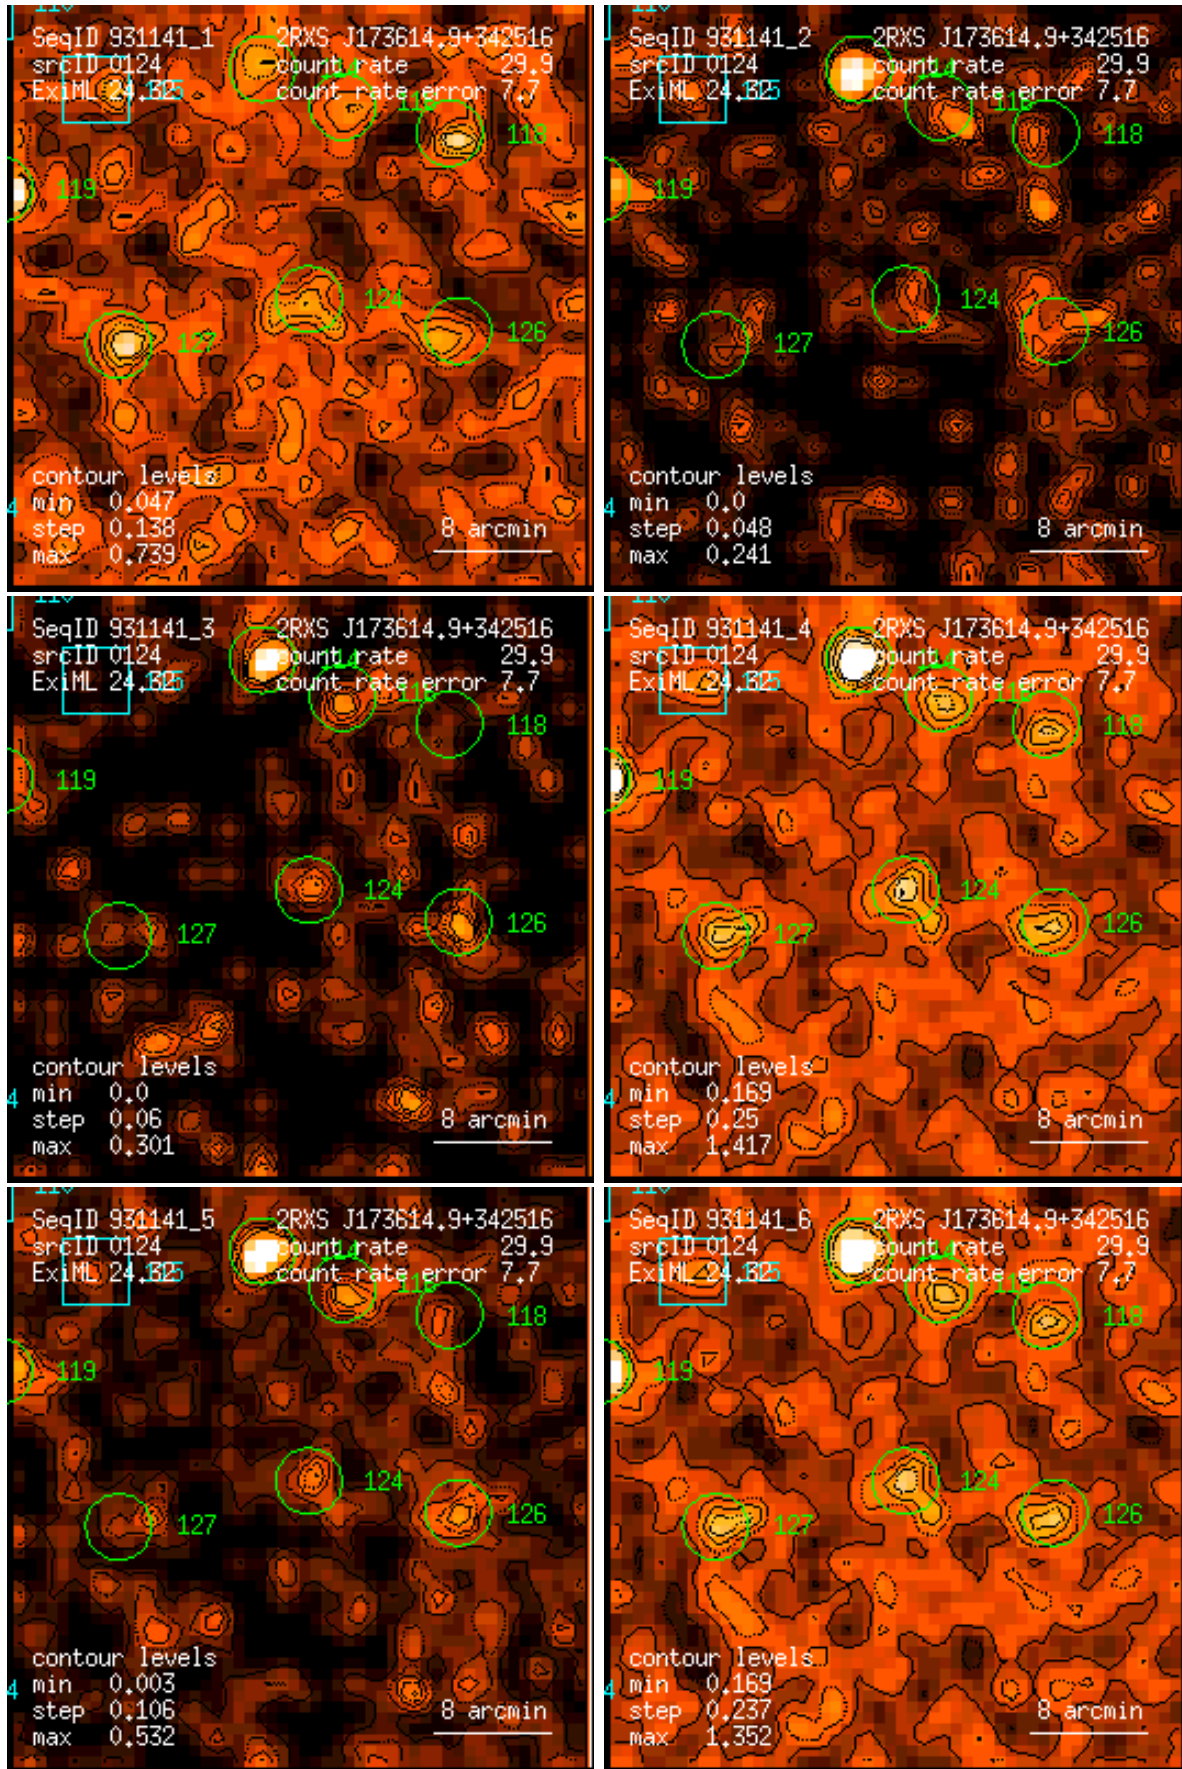 SeqID 931141_1 2RXS J173614.9+342516
srcID 0124 count rate 29.9
ExiML 24.32 count rate error 7.7
118
119
124
127
126
contour levels
min 0.047
step 0.138
max 0.739
8 arcmin
4
SeqID 931141_2 2RXS J173614.9+342516
srcID 0124 count rate 29.9
ExiML 24.32 count rate error 7.7
118
119
124
127
126
contour levels
min 0.0
step 0.048
max 0.241
8 arcmin
4
SeqID 931141_3 2RXS J173614.9+342516
srcID 0124 count rate 29.9
ExiML 24.32 count rate error 7.7
118
119
124
127
126
contour levels
min 0.0
step 0.06
max 0.301
8 arcmin
4
SeqID 931141_4 2RXS J173614.9+342516
srcID 0124 count rate 29.9
ExiML 24.32 count rate error 7.7
118
119
124
127
126
contour levels
min 0.169
step 0.25
max 1.417
8 arcmin
4
SeqID 931141_5 2RXS J173614.9+342516
srcID 0124 count rate 29.9
ExiML 24.32 count rate error 7.7
118
119
124
127
126
contour levels
min 0.003
step 0.106
max 0.532
8 arcmin
4
SeqID 931141_6 2RXS J173614.9+342516
srcID 0124 count rate 29.9
ExiML 24.32 count rate error 7.7
118
119
124
127
126
contour levels
min 0.169
step 0.237
max 1.352
8 arcmin
4